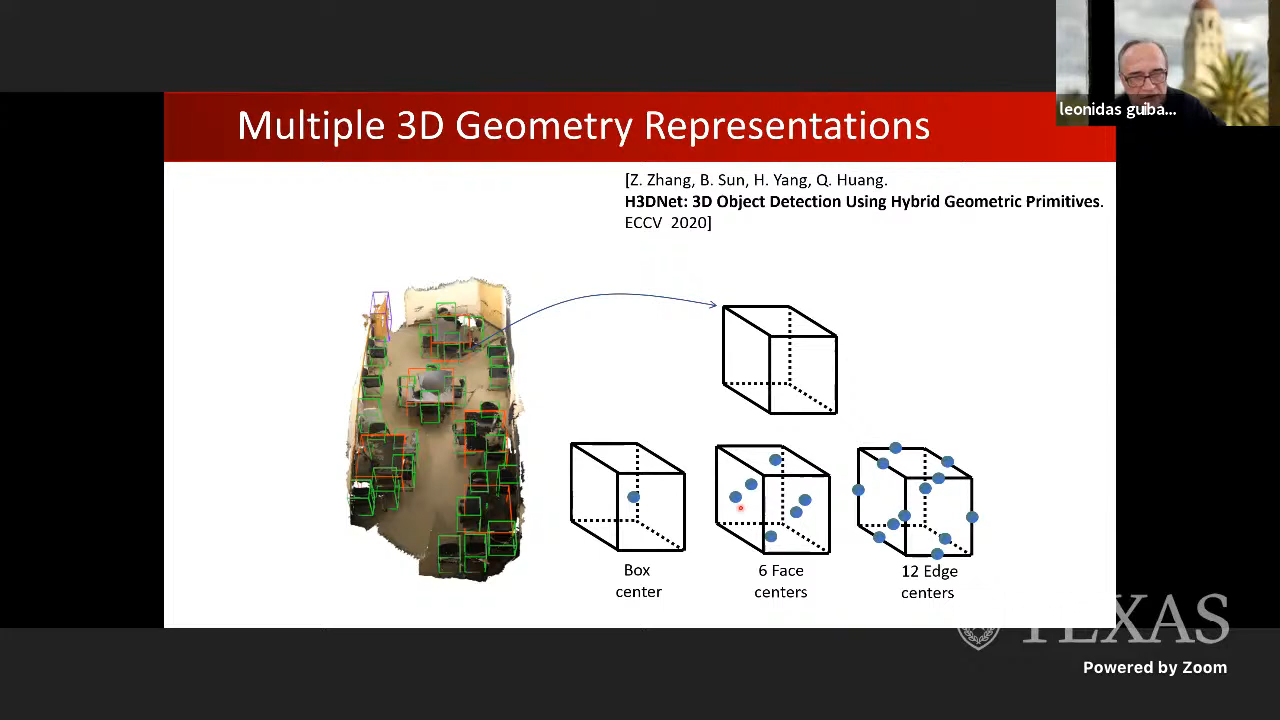 leonidas guiba...
Multiple 3D Geometry Representations
[Z. Zhang, B. Sun, H. Yang, Q. Huang.
H3DNet: 3D Object Detection Using Hybrid Geometric Primitives.
ECCV 2020]
Box
center
6 Face
centers
12 Edge
centers
TEXAS
Powered by Zoom